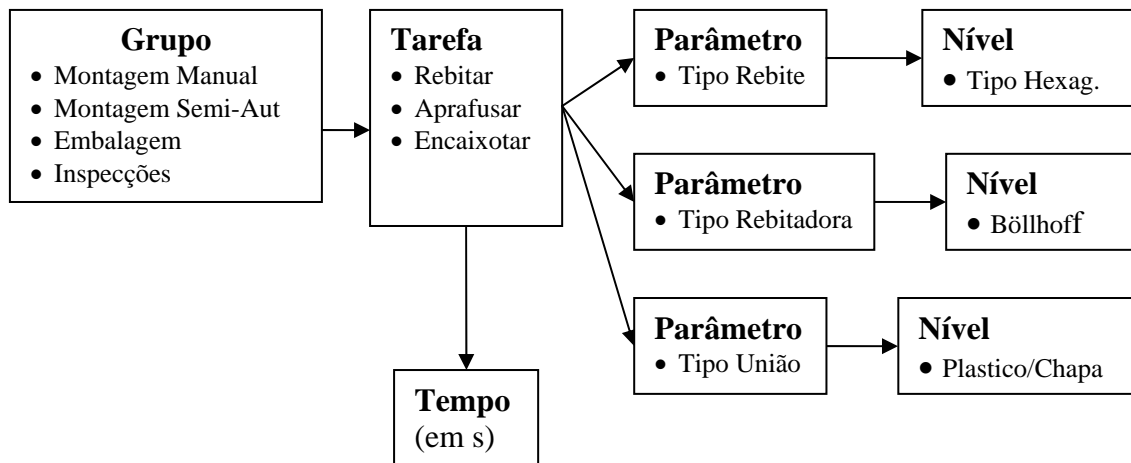 Grupo
• Montagem Manual
• Montagem Semi-Aut
• Embalagem
• Inspecções
Tarefa
• Rebitar
• Aprafusar
• Encaixotar
Parâmetro
• Tipo Rebite
Nível
• Tipo Hexag.
Parâmetro
• Tipo Rebitadora
Nível
• Böllhoff
Parâmetro
• Tipo União
Nível
• Plastico/Chapa
Tempo
(em s)